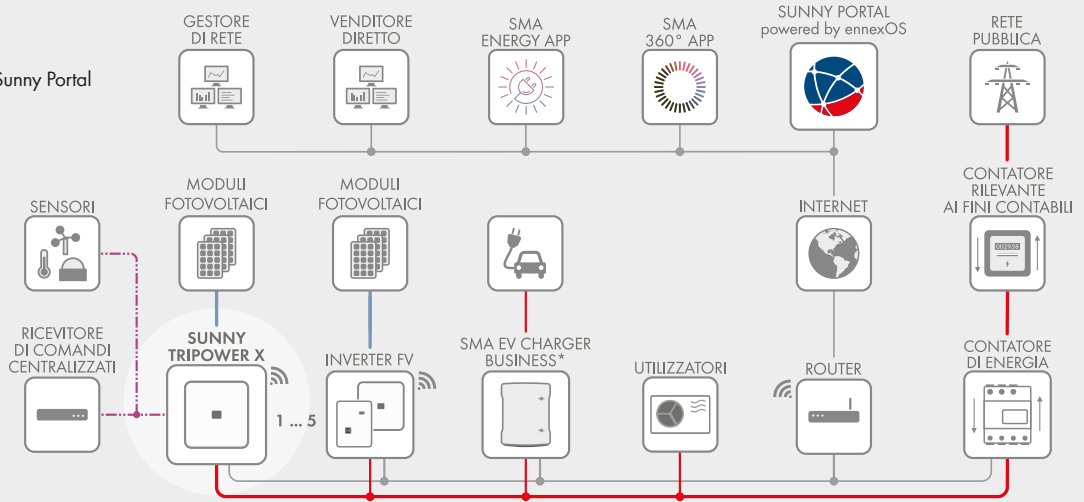 GESTORE
DI RETE
VENDITORE
DIRETTO
SMA
ENERGY APP
SMA
360° APP
SUNNY PORTAL
powered by ennexOS
RETE
PUBBLICA
Sunny Portal
SENSORI
MODULI
FOTOVOLTAICI
MODULI
FOTOVOLTAICI
INTERNET
CONTATORE
RILEVANTE
AI FINI CONTABILI
RICEVITORE
DI COMANDI
CENTRALIZZATI
SUNNY
TRIPOWER X
1 ... 5
INVERTER FV
SMA EV CHARGER
BUSINESS*
UTILIZZATORI
ROUTER
CONTATORE
DI ENERGIA